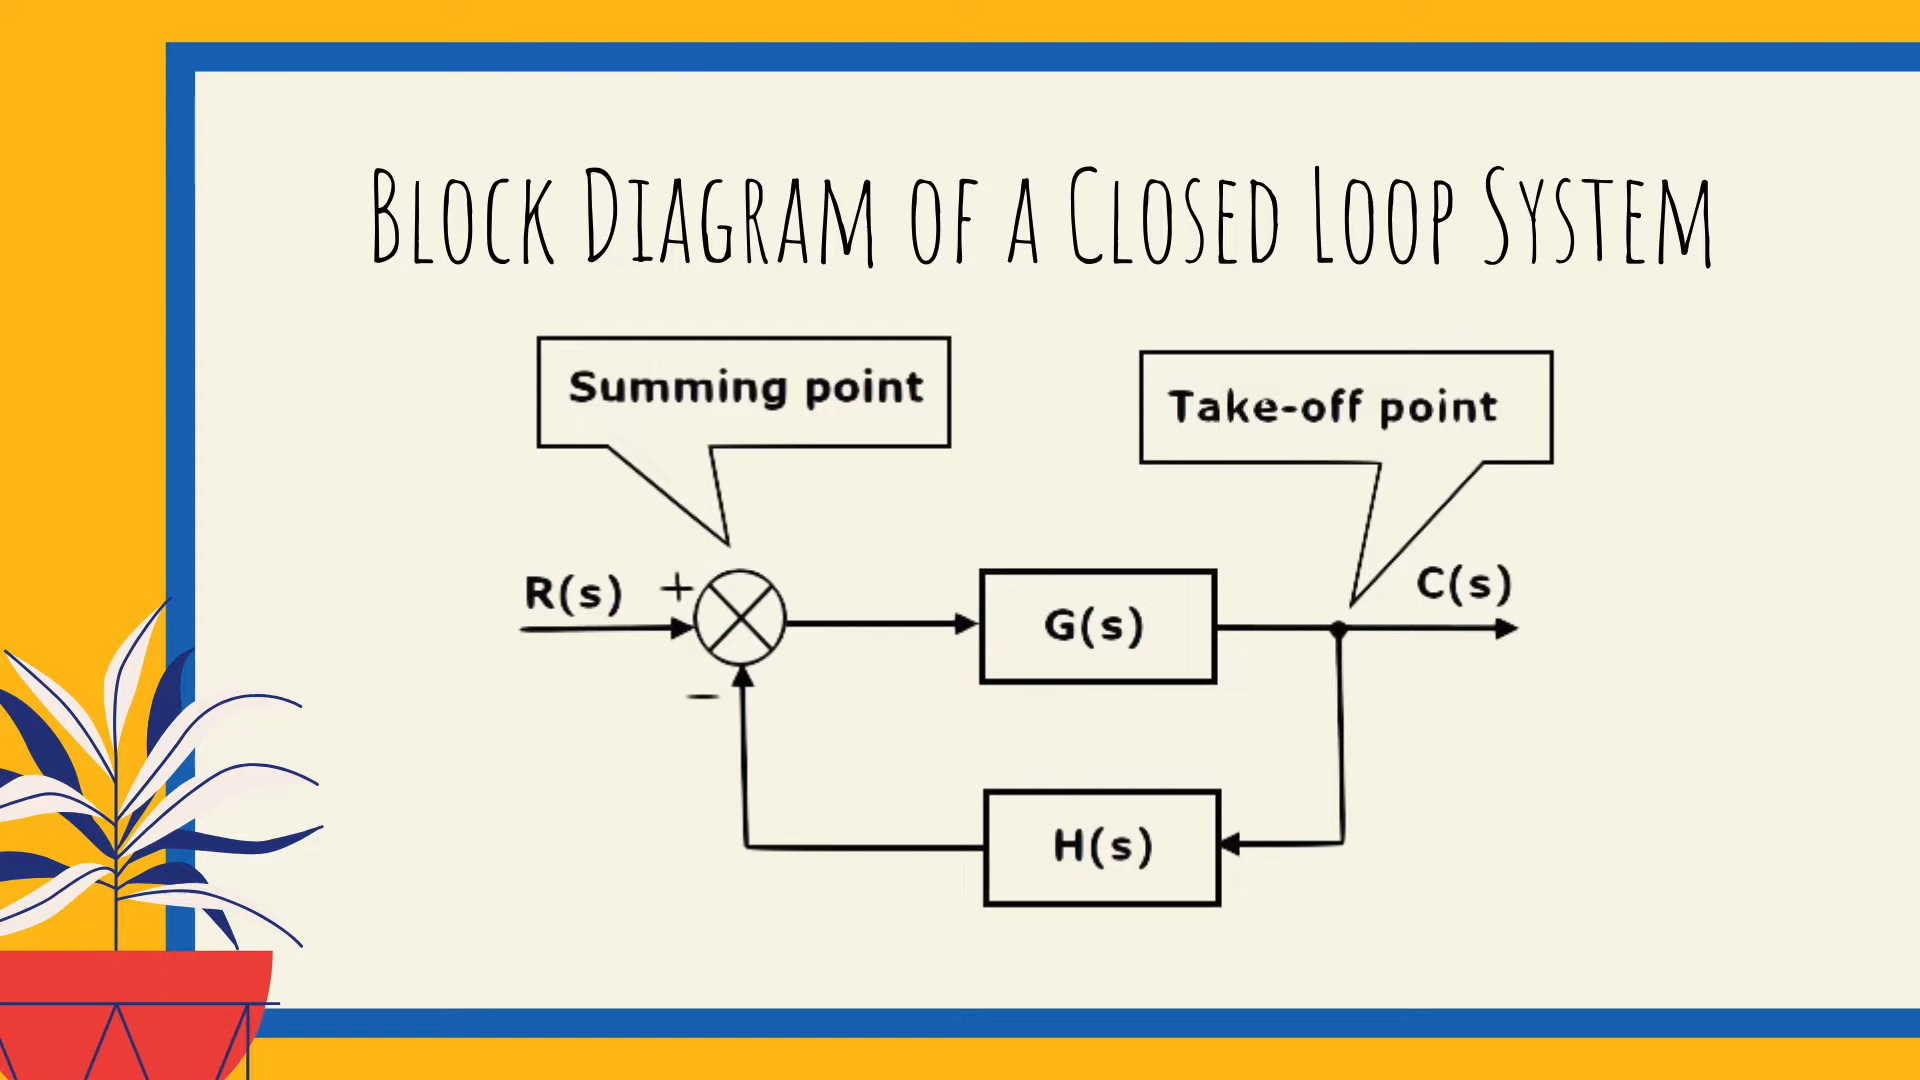 Block Diagram of a Closed Loop System
Summing point
Take-off point
R(s)
+
G(s)
C(s)
−
H(s)